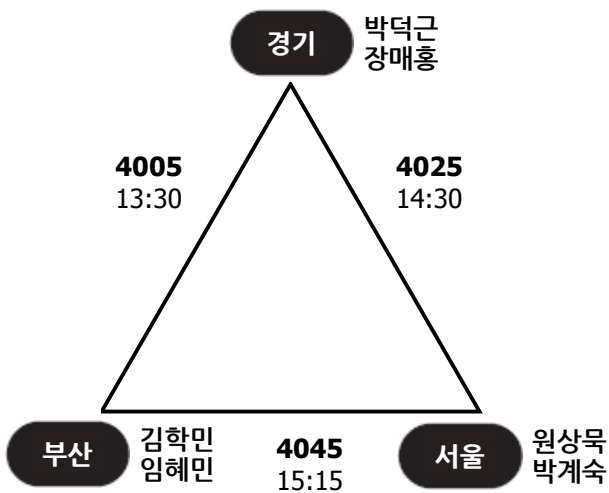 경기
박덕근
장매홍
4005
13:30
4025
14:30
부산
김학민
임혜민
4045
15:15
서울
원상묵
박계숙